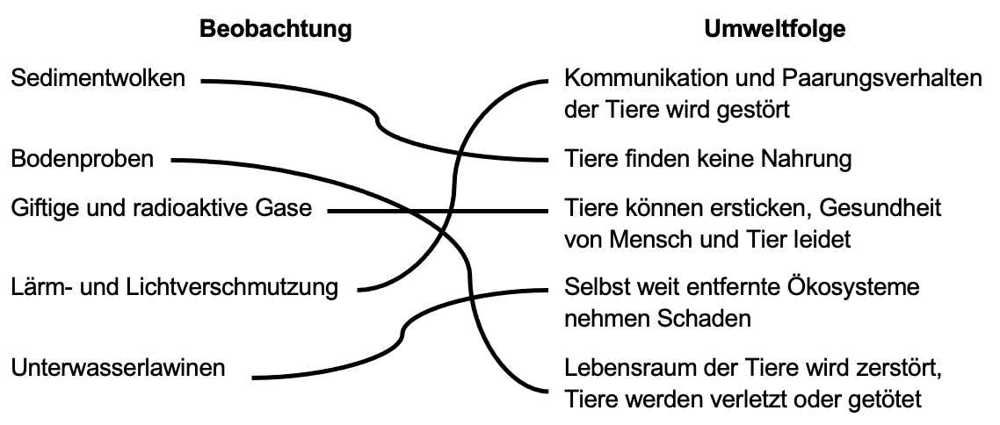 Beobachtung
Umweltfolge
Sedimentwolken
Kommunikation und Paarungsverhalten
der Tiere wird gestört
Bodenproben
Tiere finden keine Nahrung
Giftige und radioaktive Gase
Tiere können ersticken, Gesundheit
von Mensch und Tier leidet
Lärm- und Lichtverschmutzung
Selbst weit entfernte Ökosysteme
nehmen Schaden
Unterwasserlawinen
Lebensraum der Tiere wird zerstört,
Tiere werden verletzt oder getötet